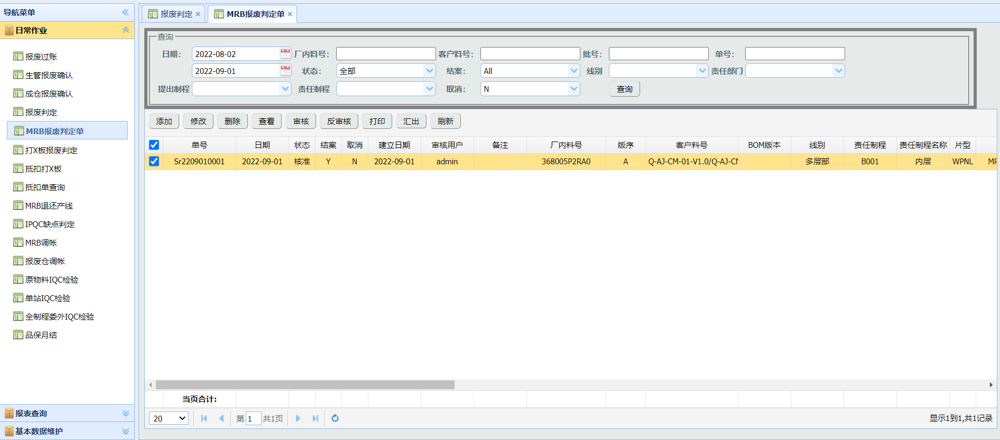 导航菜单
日常作业
报废过账
生管报废确认
成仓报废确认
报废判定
MRB报废判定单
打X板报废判定
抵扣打X板
抵扣单查询
MRB退还产线
IPQC缺点判定
MRB调帐
报废仓调帐
原物料IQC检验
单站IQC检验
全制程委外IQC检验
品保月结
报表查询
基本数据维护
报废判定 MRB报废判定单
查询
日期： 2022-08-02 厂内料号： 客户料号： 批号： 单号：
2022-09-01 状态： 全部 结案： All 线别 责任部门
提出制程 责任制程 取消： N 查询
添加 修改 删除 查看 审核 反审核 打印 汇出 刷新
单号 日期 状态 结案 取消 建立日期 审核用户 备注 厂内料号 版序 客户料号 BOM版本 线别 责任制程 责任制程名称 片型
Sr2209010001 2022-09-01 核准 Y N 2022-09-01 admin 368005P2RA0 A Q-AJ-CM-01-V1.0/Q-AJ-CM 多层部 B001 内层 WPNL
当页合计:
20 第 1 共1页 显示1到1,共1记录